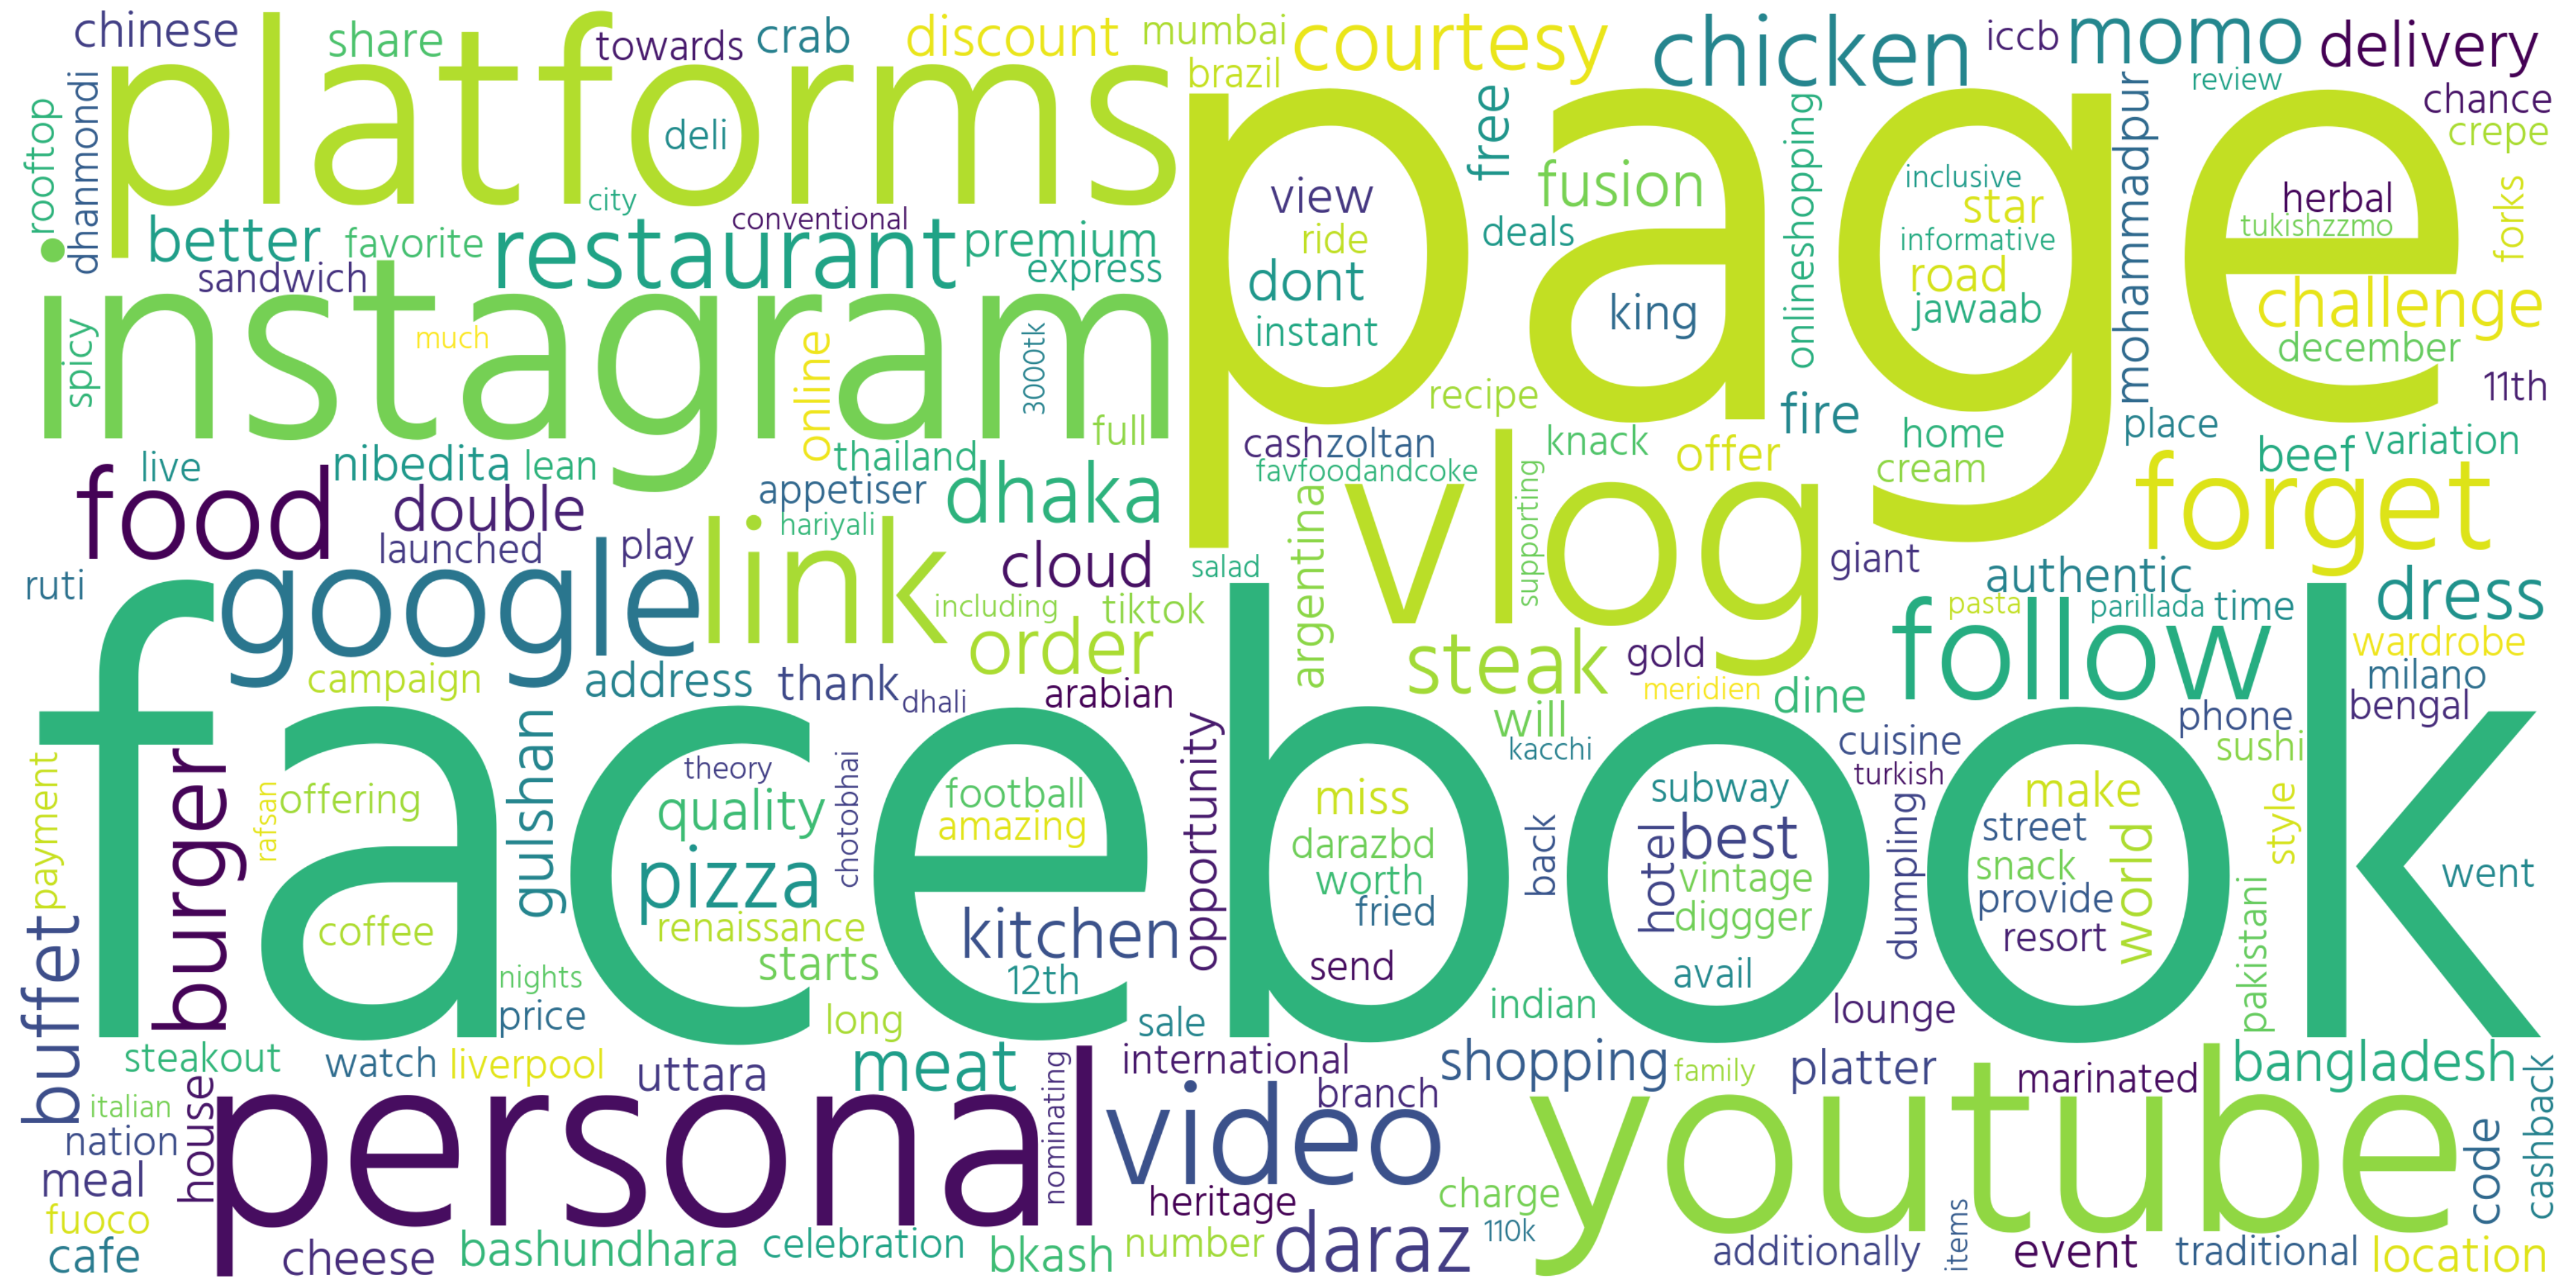 chinese
share
towards
crab
discount
mumbai
brazil
courtesy
chicken
iccb
momo
delivery
review
chance
crepe
rooftop
dhanmondi
platforms
deli
city
conventional
page
free
view
ride
dont
instant
fusion
deals
king
onlineshopping
inclusive
star
informative
road
jawaab
mohammadpur
herbal
tukishzzmo
forks
challenge
december
11th
better
favorite
sandwich
restaurant
premium
express
instagram
spicy
much
online
3000tk
full
recipe
fire
place
live
nibedita
lean
thailand
cash
zoltan
knack
offer
home
cream
beef
variation
favfoodandcoke
food
double
launched
play
appetiser
hariyali
dhaka
cloud
salad
argentina
vlog
supporting
giant
forget
authentic
ruti
google
link
including
tiktok
order
steak
gold
meridien
pasta
parillada
time
follow
dress
wardrobe
milano
bengal
campaign
address
thank
dhali
arabian
will
dine
phone
sushi
kacchi
cuisine
turkish
facebook
payment
burger
rafsan
offering
gulshan
theory
quality
chotobhai
football
amazing
opportunity
miss
darazbd
worth
fried
back
subway
best
hotel
vintage
diggger
dumpling
make
street
snack
provide
world
resort
style
went
buffet
coffee
pizza
renaissance
starts
kitchen
12th
send
avail
pakistani
nights
price
long
sale
indian
lounge
steakout
watch
liverpool
uttara
meat
nominating
international
branch
shopping
family
platter
marinated
bangladesh
italian
nation
house
meal
fuoco
cafe
personal
video
heritage
charge
youtube
code
cashback
cheese
bashundhara
celebration
bkash
number
daraz
110k
additionally
items
event
traditional
location